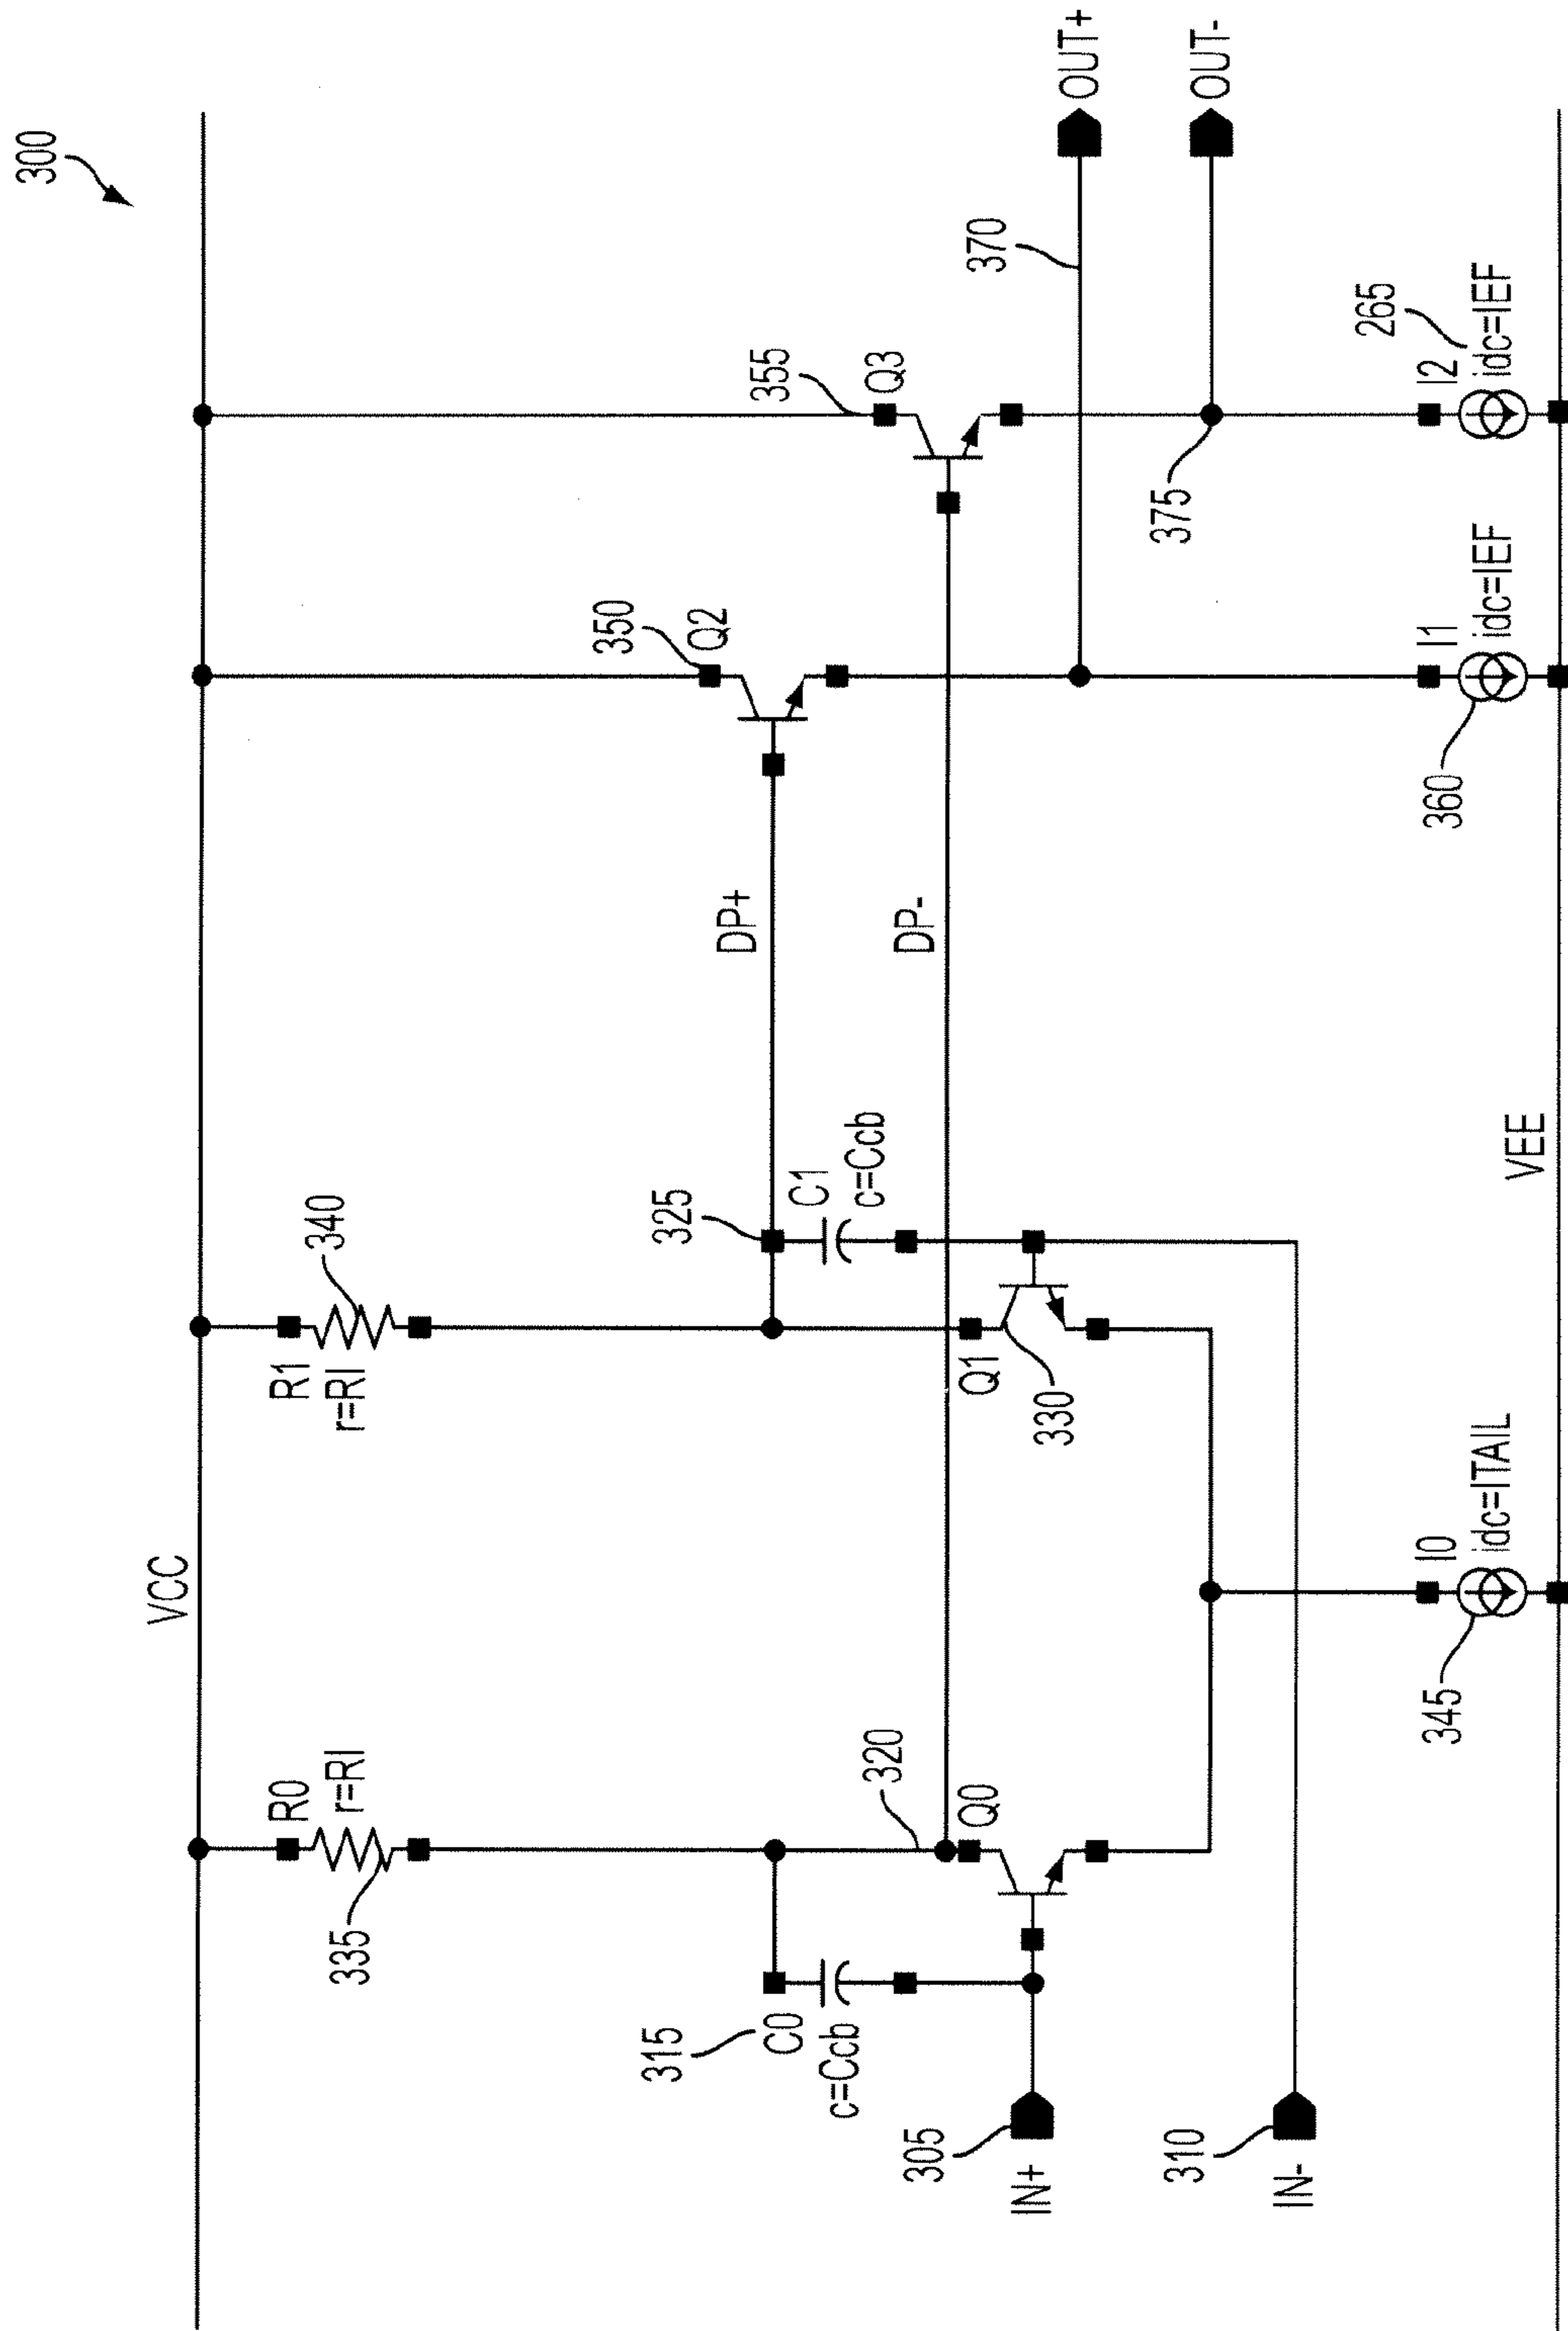 300
VCC
R0
r=RI
335
R1
r=RI
340
315
C0
c=Ccb
320
Q0
325
C1
c=Ccb
Q1
330
DP+
DP-
350
Q2
355
Q3
370
OUT+
OUT-
375
305
IN+
310
IN-
345
I0
idc=ITAIL
VEE
360
I1
idc=IEF
I2
265
idc=IEF